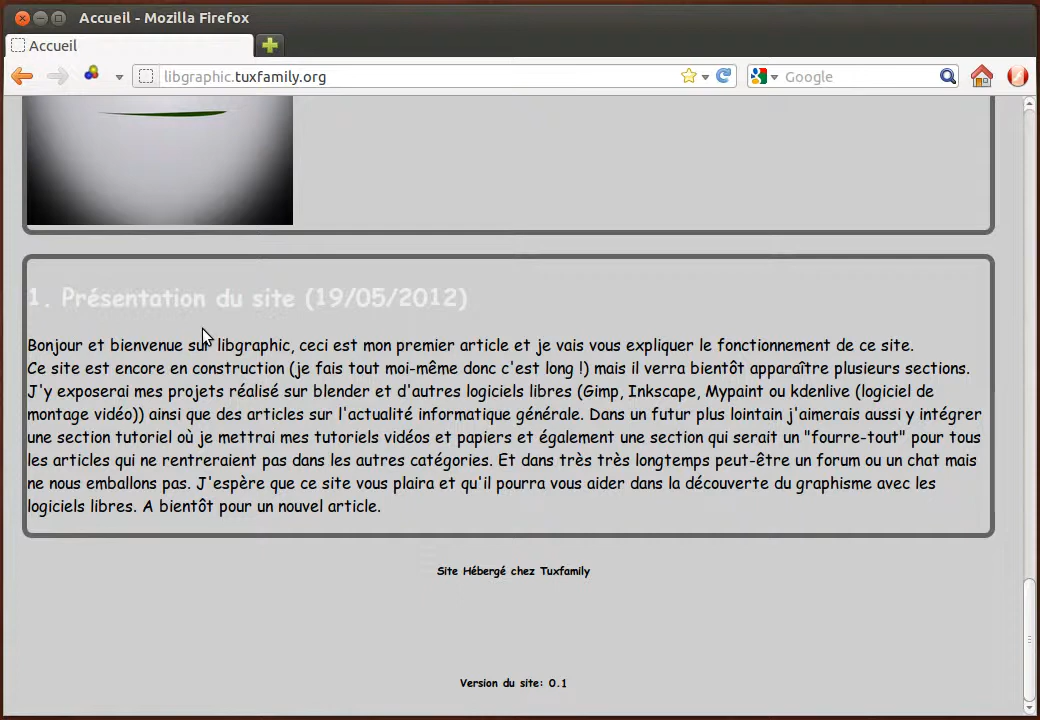 Accueil - Mozilla Firefox
Accueil
libgraphic.tuxfamily.org
Google
1. Présentation du site (19/05/2012)
Bonjour et bienvenue sur libgraphic, ceci est mon premier article et je vais vous expliquer le fonctionnement de ce site.
Ce site est encore en construction (je fais tout moi-même donc c'est long !) mais il verra bientôt apparaître plusieurs sections.
J'y exposerai mes projets réalisé sur blender et d'autres logiciels libres (Gimp, Inkscape, Mypaint ou kdenlive (logiciel de
montage vidéo)) ainsi que des articles sur l'actualité informatique générale. Dans un futur plus lointain j'aimerais aussi y intégrer
une section tutoriel où je mettrai mes tutoriels vidéos et papiers et également une section qui serait un "fourre-tout" pour tous
les articles qui ne rentreraient pas dans les autres catégories. Et dans très très longtemps peut-être un forum ou un chat mais
ne nous emballons pas. J'espère que ce site vous plaira et qu'il pourra vous aider dans la découverte du graphisme avec les
logiciels libres. A bientôt pour un nouvel article.
Site Hébergé chez Tuxfamily
Version du site: 0.1